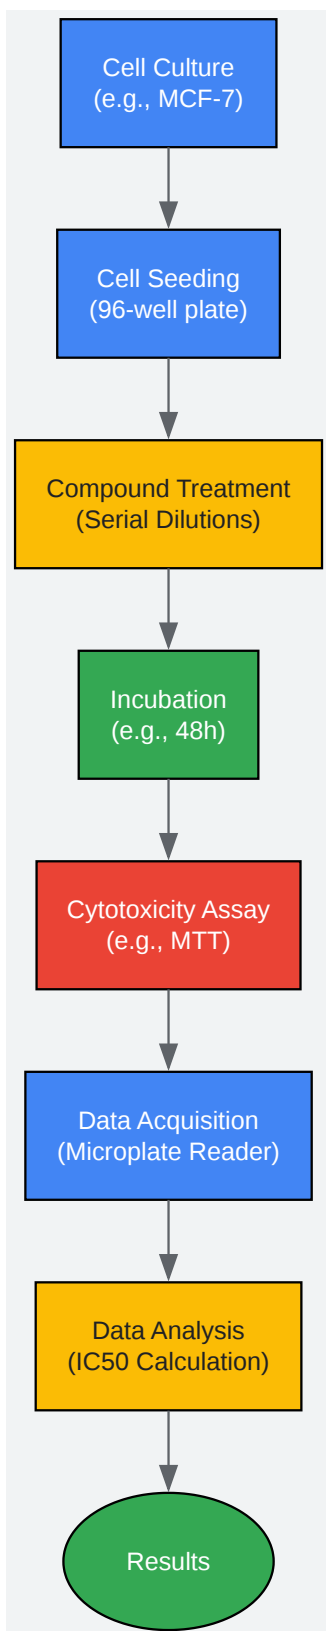 Cell Culture
(e.g., MCF-7)
Cell Seeding
(96-well plate)
Compound Treatment
(Serial Dilutions)
Incubation
(e.g., 48h)
Cytotoxicity Assay
(e.g., MTT)
Data Acquisition
(Microplate Reader)
Data Analysis
(IC50 Calculation)
Results